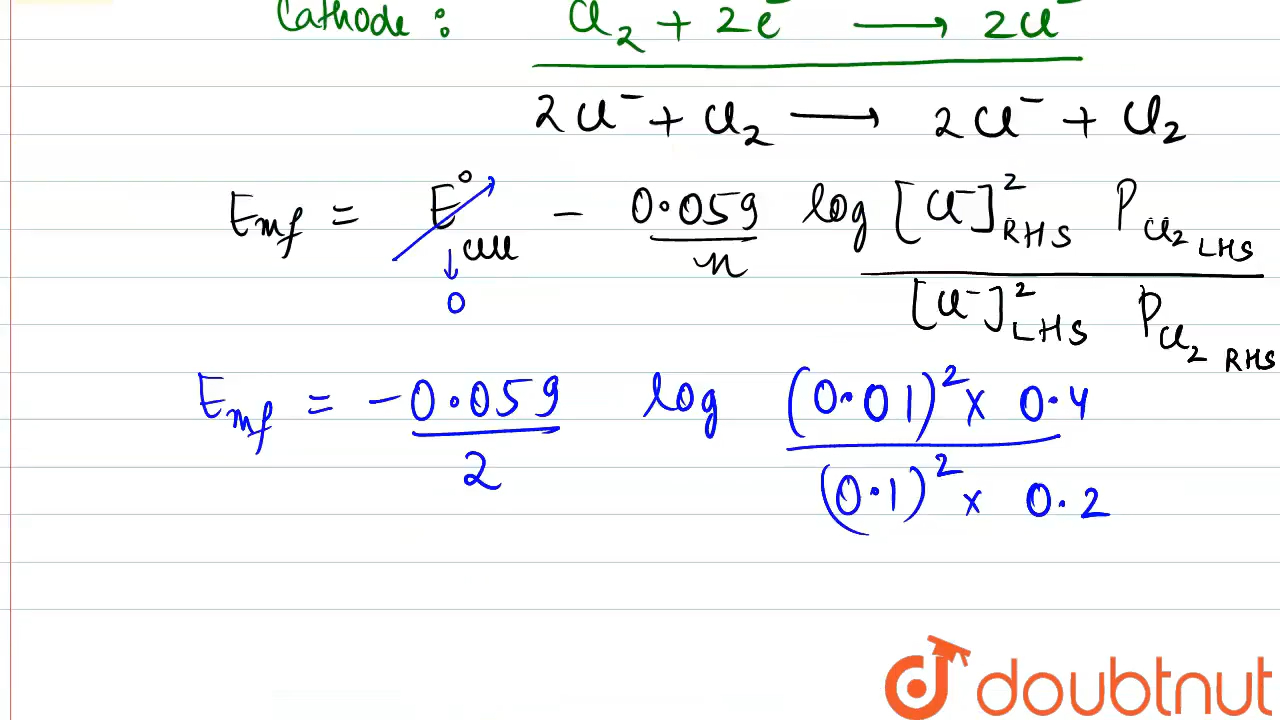 Cathode : Cl₂ + 2e⁻ ⟶ 2Cl⁻
2Cl⁻ + Cl₂ ⟶ 2Cl⁻ + Cl₂
Emf = E°cell − 0.059/n log [Cl⁻]²RHS PCl₂ LHS / [Cl⁻]²LHS PCl₂ RHS
↓
0
Emf = −0.059/2 log (0.01)² × 0.4 / (0.1)² × 0.2
doubtnut